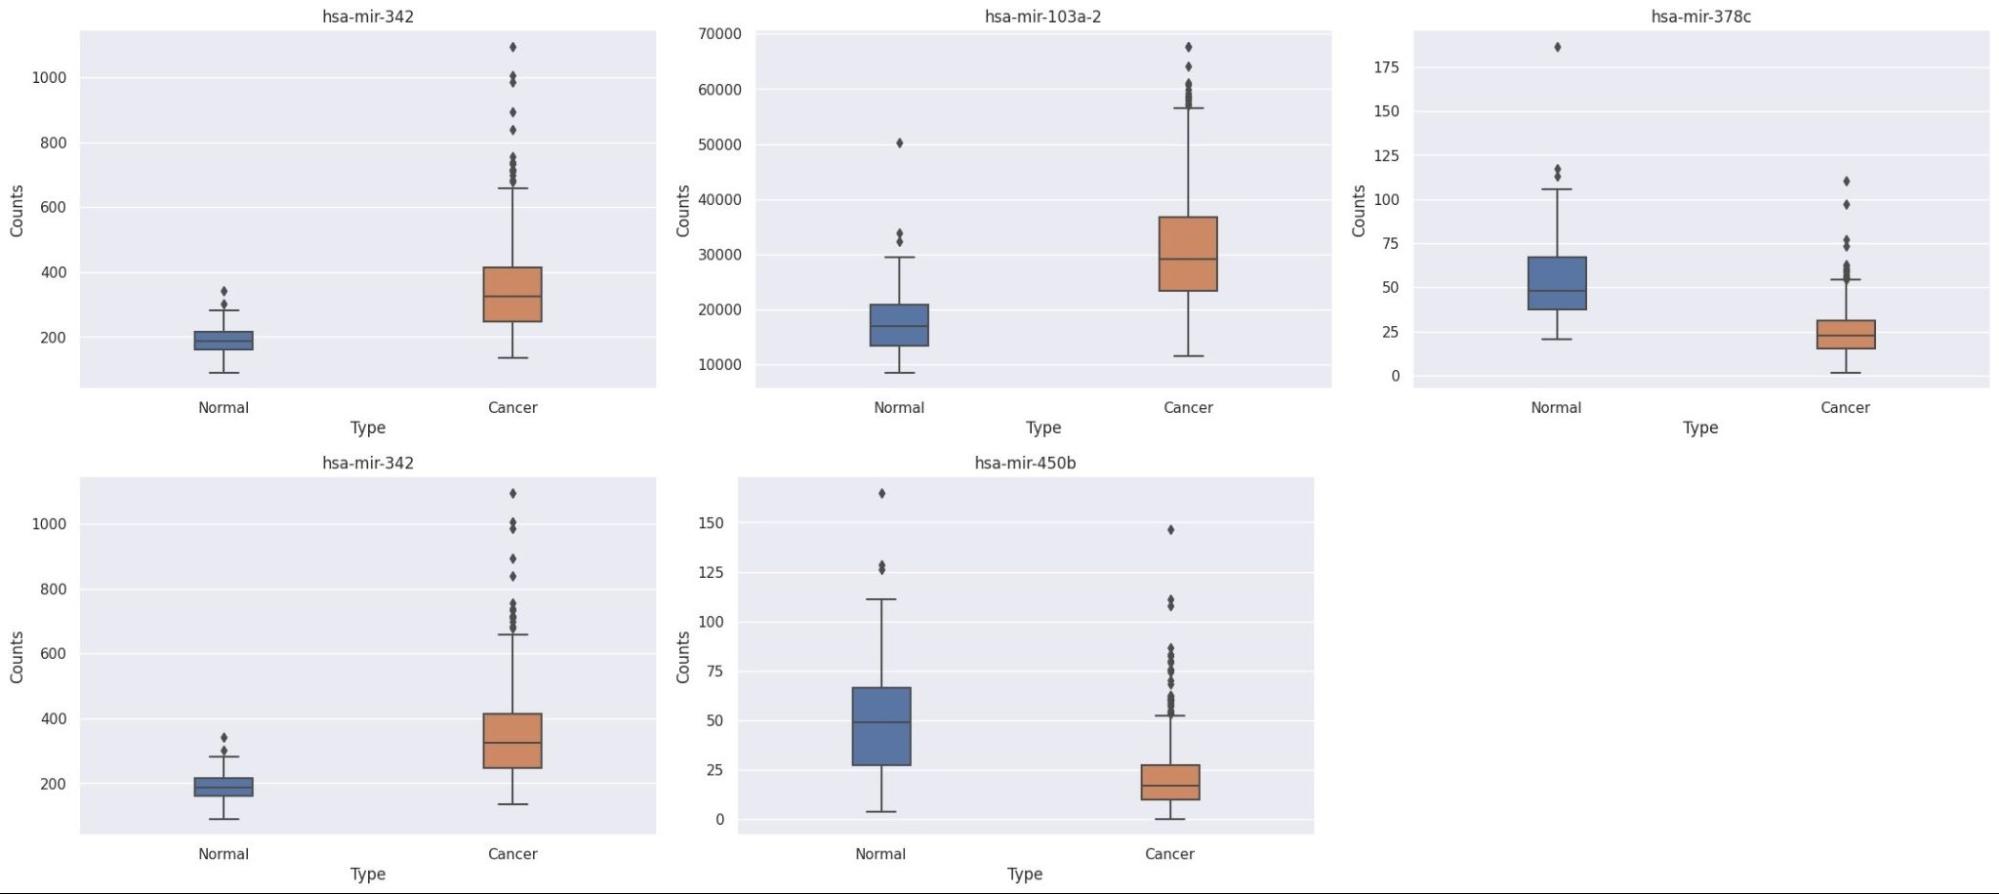 hsa-mir-342
1000
800
600
400
200
Counts
Normal
Cancer
Type
hsa-mir-103a-2
70000
60000
50000
40000
30000
20000
10000
Counts
Normal
Cancer
Type
hsa-mir-378c
175
150
125
100
75
50
25
0
Counts
Normal
Cancer
Type
hsa-mir-342
1000
800
600
400
200
Counts
Normal
Cancer
Type
hsa-mir-450b
150
125
100
75
50
25
0
Counts
Normal
Cancer
Type